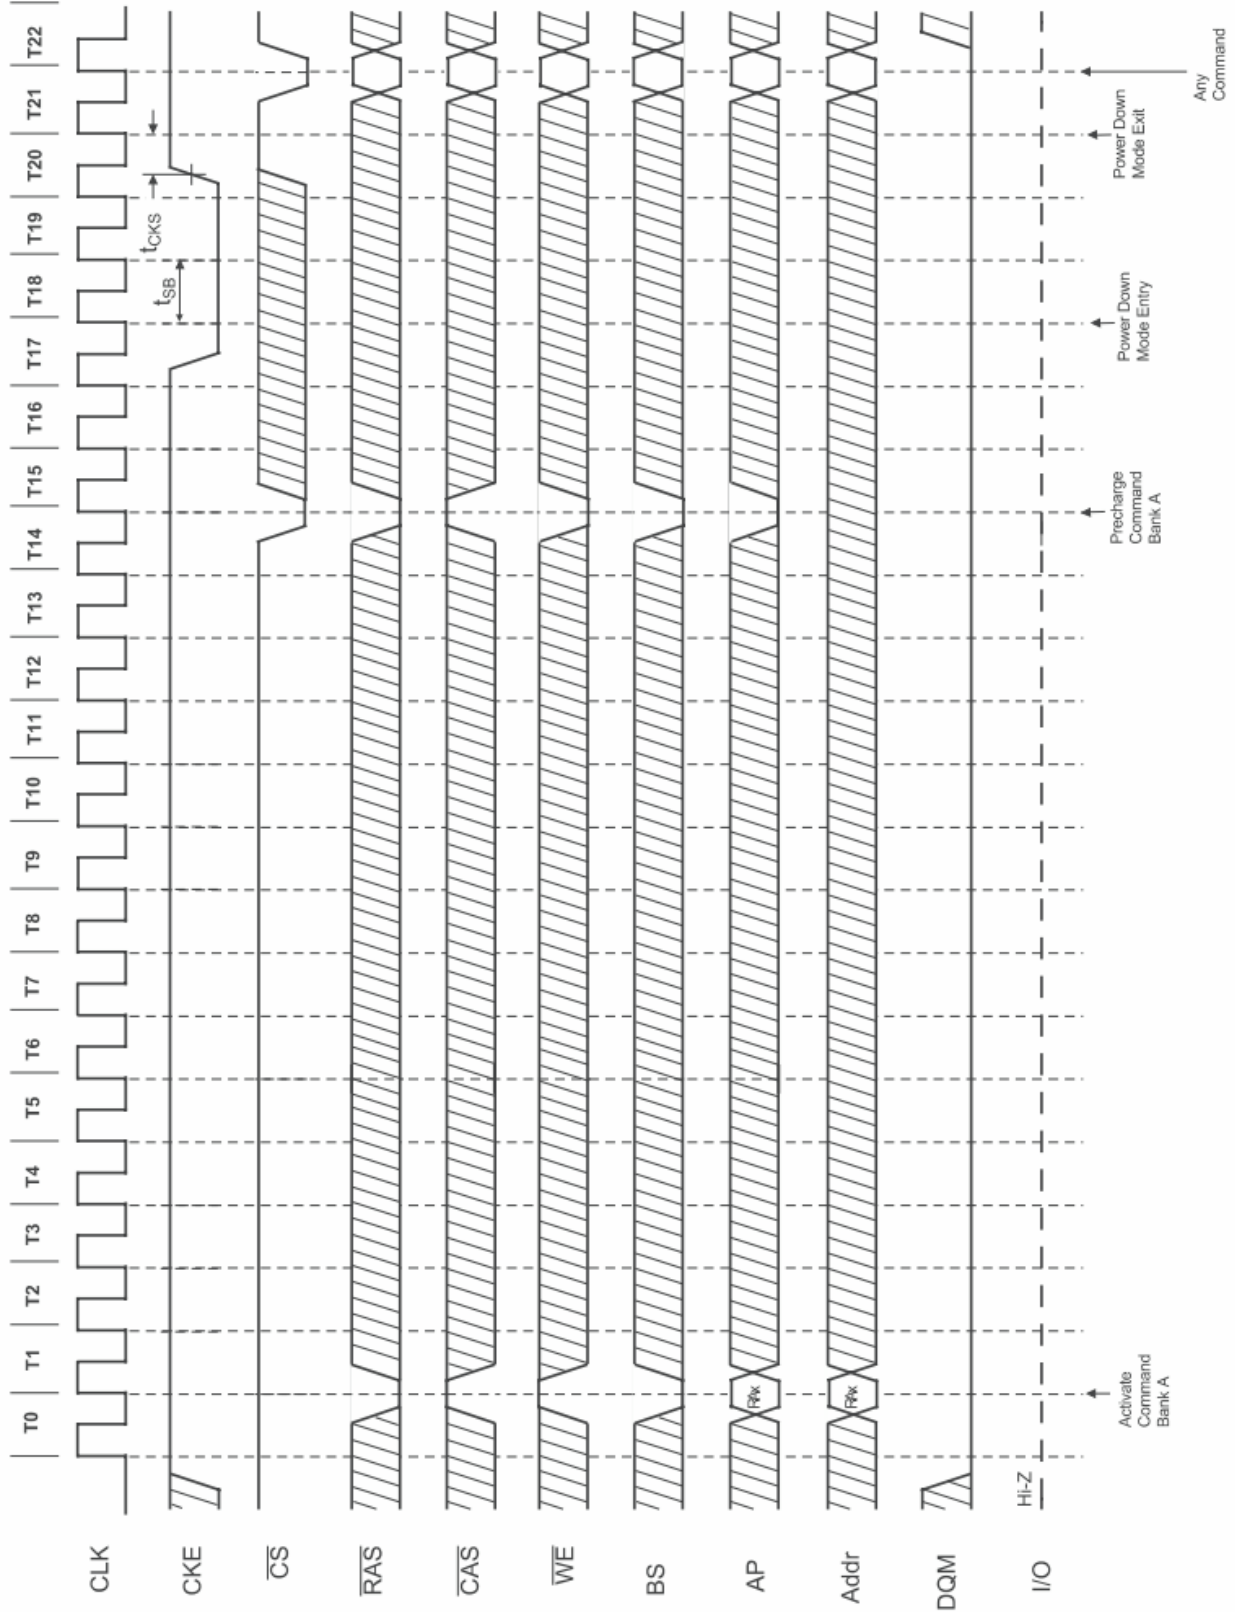 T0 T1 T2 T3 T4 T5 T6 T7 T8 T9 T10 T11 T12 T13 T14 T15 T16 T17 T18 T19 T20 T21 T22
CLK
tSB
tCKS
CKE
CS
RAS
CAS
WE
BS
AP
RAx
Addr
RAx
DQM
I/O
Hi-Z
Activate
Command
Bank A
Precharge
Command
Bank A
Power Down
Mode Entry
Power Down
Mode Exit
Any
Command